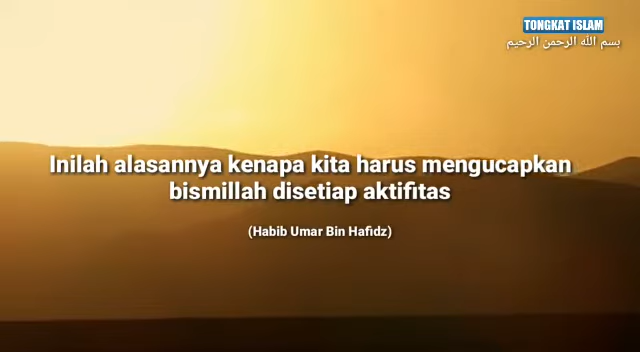 TONGKAT ISLAM
بسم الله الرحمن الرحيم
Inilah alasannya kenapa kita harus mengucapkan
bismillah disetiap aktifitas
(Habib Umar Bin Hafidz)